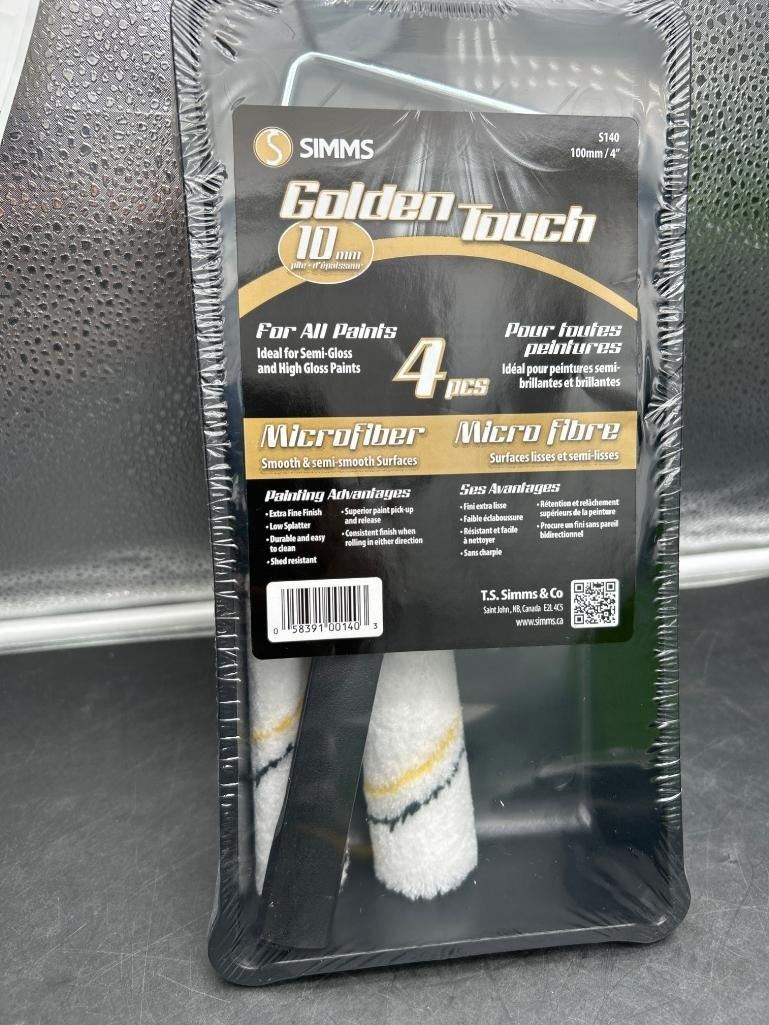 SIMMS
S140
100mm / 4"
Golden Touch
10 mm
pile - d'épaisseur
For All Paints
Ideal for Semi-Gloss
and High Gloss Paints
4 pcs
Pour toutes
peintures
Idéal pour peintures semi-
brillantes et brillantes
Microfiber
Smooth & semi-smooth Surfaces
Micro fibre
Surfaces lisses et semi-lisses
Painting Advantages
• Extra Fine Finish
• Low Splatter
• Durable and easy
to clean
• Shed resistant
• Superior paint pick-up
and release
• Consistent finish when
rolling in either direction
Ses Avantages
• Fini extra lisse
• Faible éclaboussure
• Résistant et facile
à nettoyer
• Sans charpie
• Rétention et relâchement
supérieurs de la peinture
• Procure un fini sans pareil
bidirectionnel
0 58391 00140 3
T.S. Simms & Co
Saint John, NB, Canada E2L 4C5
www.simms.ca